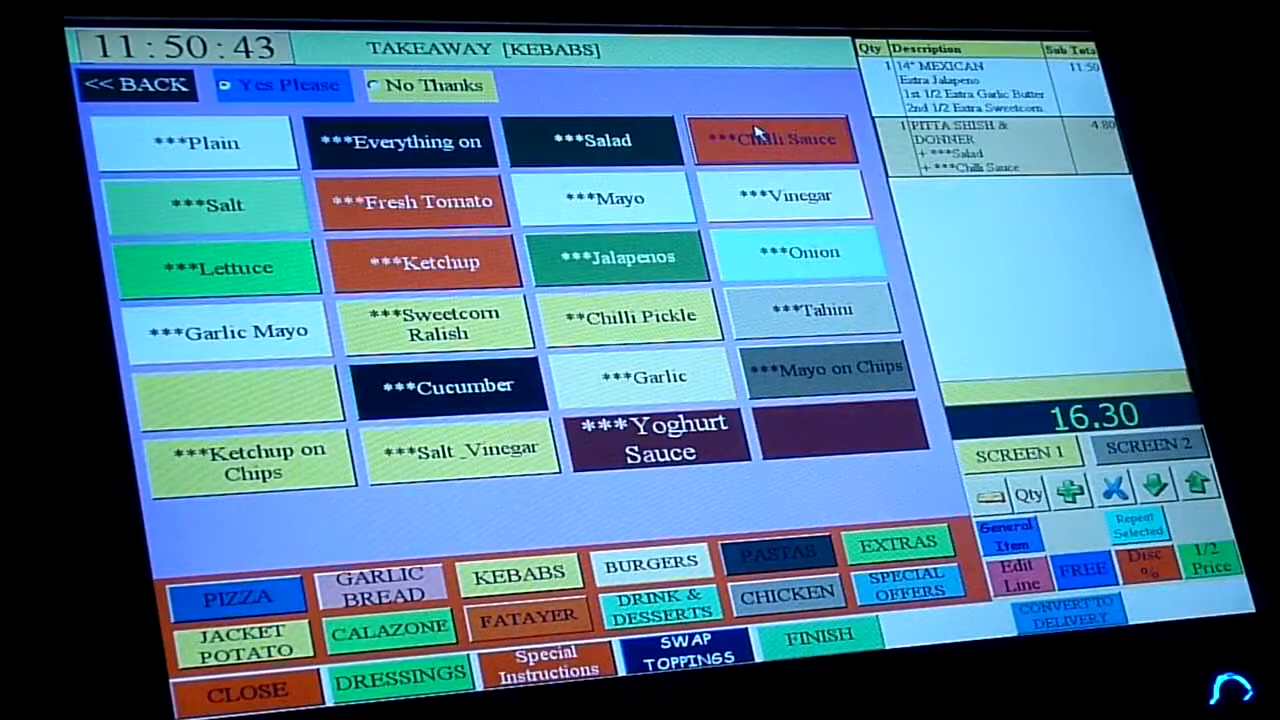 11:50:43
TAKEAWAY [KEBABS]
<< BACK
Yes Please
No Thanks
***Plain
***Everything on
***Salad
***Chilli Sauce
***Salt
***Fresh Tomato
***Mayo
***Vinegar
***Lettuce
***Ketchup
***Jalapenos
***Onion
***Garlic Mayo
***Sweetcorn
Ralish
**Chilli Pickle
***Tahini
***Cucumber
***Garlic
***Mayo on Chips
***Ketchup on
Chips
***Salt _Vinegar
***Yoghurt
Sauce
Qty Description Sub Tota
1 14" MEXICAN 11.50
Extra Jalapeno
1st 1/2 Extra Garlic Butter
2nd 1/2 Extra Sweetcorn
1 PITTA SHISH & 4.80
DONNER
+ ***Salad
+ ***Chilli Sauce
16.30
SCREEN 1
SCREEN 2
Qty
General
Item
Repeat
Selected
Edit
Line
FREE
Disc
%
1/2
Price
CONVERT TO
DELIVERY
PIZZA
GARLIC
BREAD
KEBABS
BURGERS
PASTAS
EXTRAS
JACKET
POTATO
CALAZONE
FATAYER
DRINK &
DESSERTS
CHICKEN
SPECIAL
OFFERS
CLOSE
DRESSINGS
Special
Instructions
SWAP
TOPPINGS
FINISH